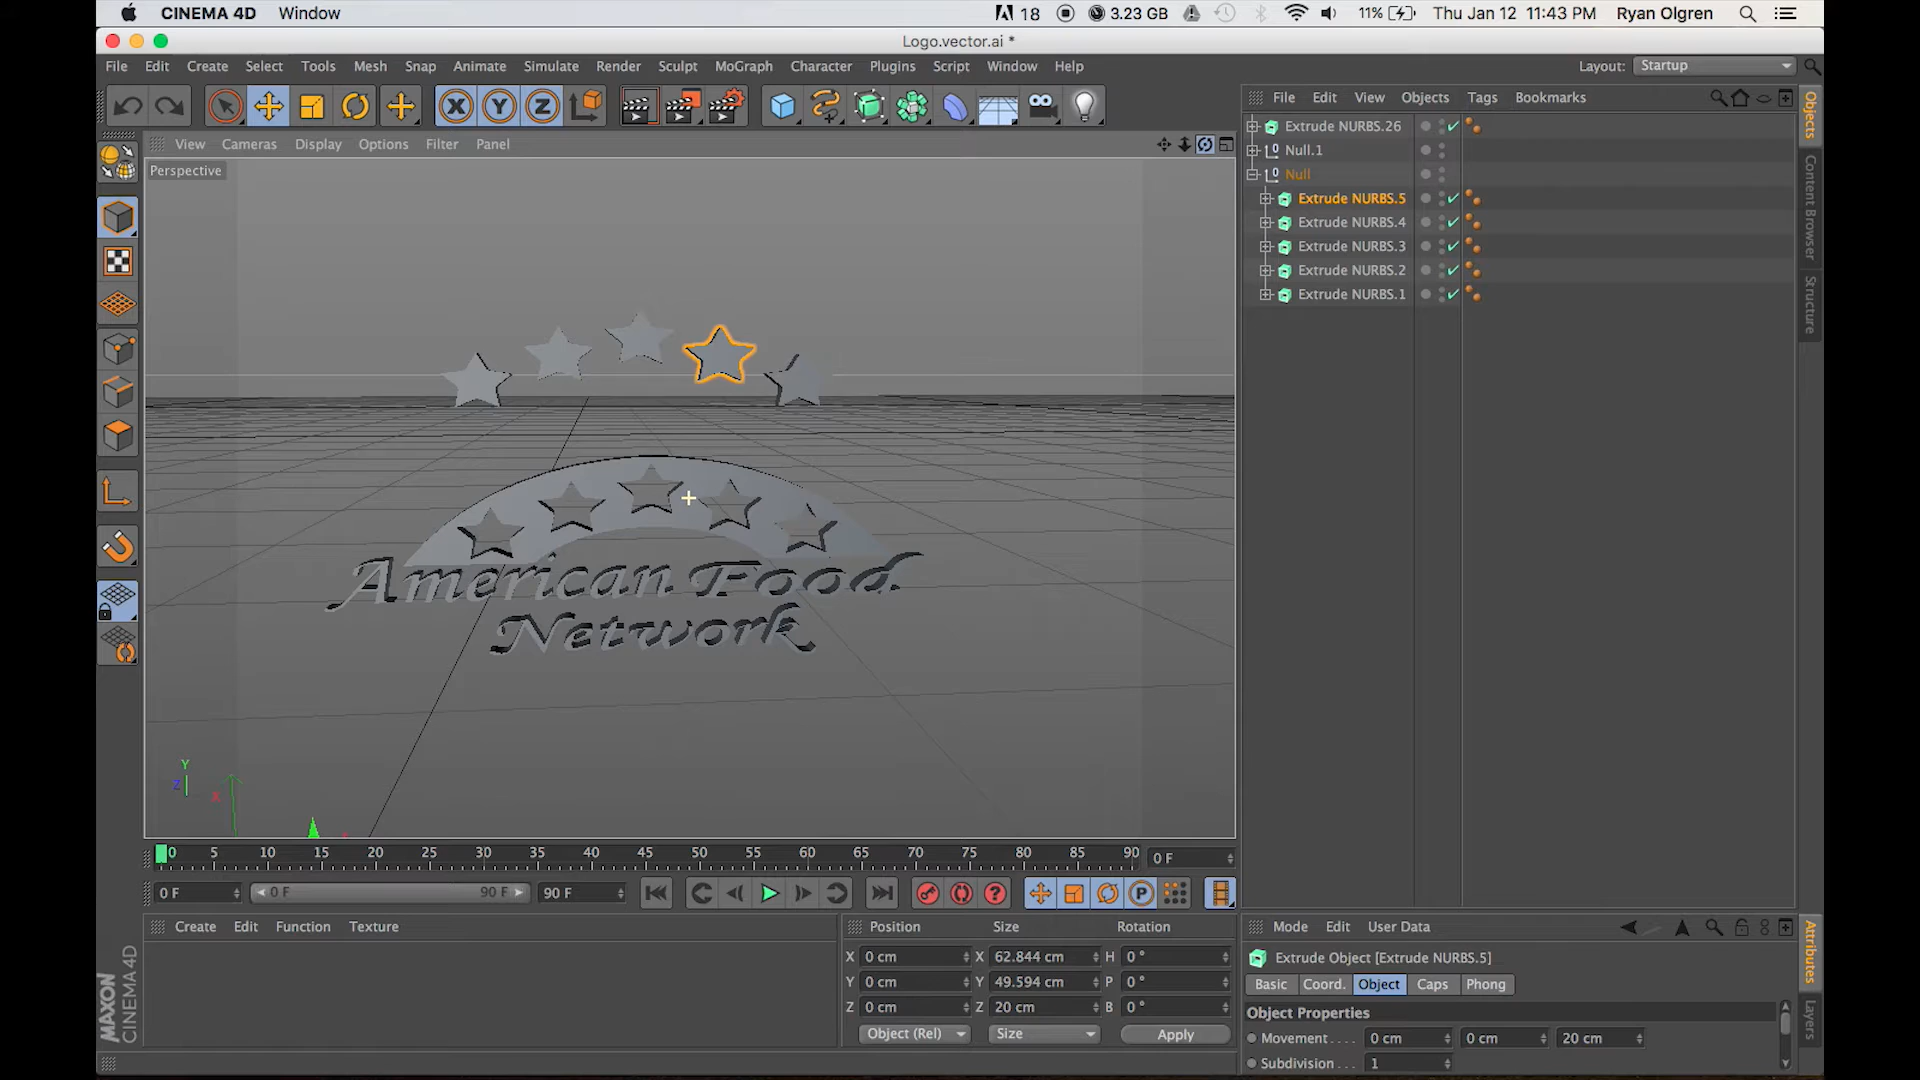 CINEMA 4D Window
18 3.23 GB 11% Thu Jan 12 11:43 PM Ryan Olgren
Logo.vector.ai *
File Edit Create Select Tools Mesh Snap Animate Simulate Render Sculpt MoGraph Character Plugins Script Window Help Layout: Startup
X Y Z
File Edit View Objects Tags Bookmarks
View Cameras Display Options Filter Panel
Perspective
Extrude NURBS.26
Null.1
Null
Extrude NURBS.5
Extrude NURBS.4
Extrude NURBS.3
Extrude NURBS.2
Extrude NURBS.1
Objects
Content Browser
Structure
American Food
Network
Y
Z
X
0 5 10 15 20 25 30 35 40 45 50 55 60 65 70 75 80 85 90 0 F
0 F 0 F 90 F 90 F P
Create Edit Function Texture
Position Size Rotation
X 0 cm X 62.844 cm H 0 °
Y 0 cm Y 49.594 cm P 0 °
Z 0 cm Z 20 cm B 0 °
Object (Rel) Size Apply
Mode Edit User Data
Extrude Object [Extrude NURBS.5]
Basic Coord. Object Caps Phong
Object Properties
Movement . . . . 0 cm 0 cm 20 cm
Subdivision . . . 1
Attributes
Layers
MAXON
CINEMA 4D